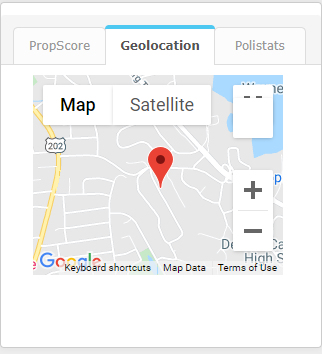 PropScore Geolocation Polistats
Map Satellite
202
Google
Keyboard shortcuts Map Data Terms of Use